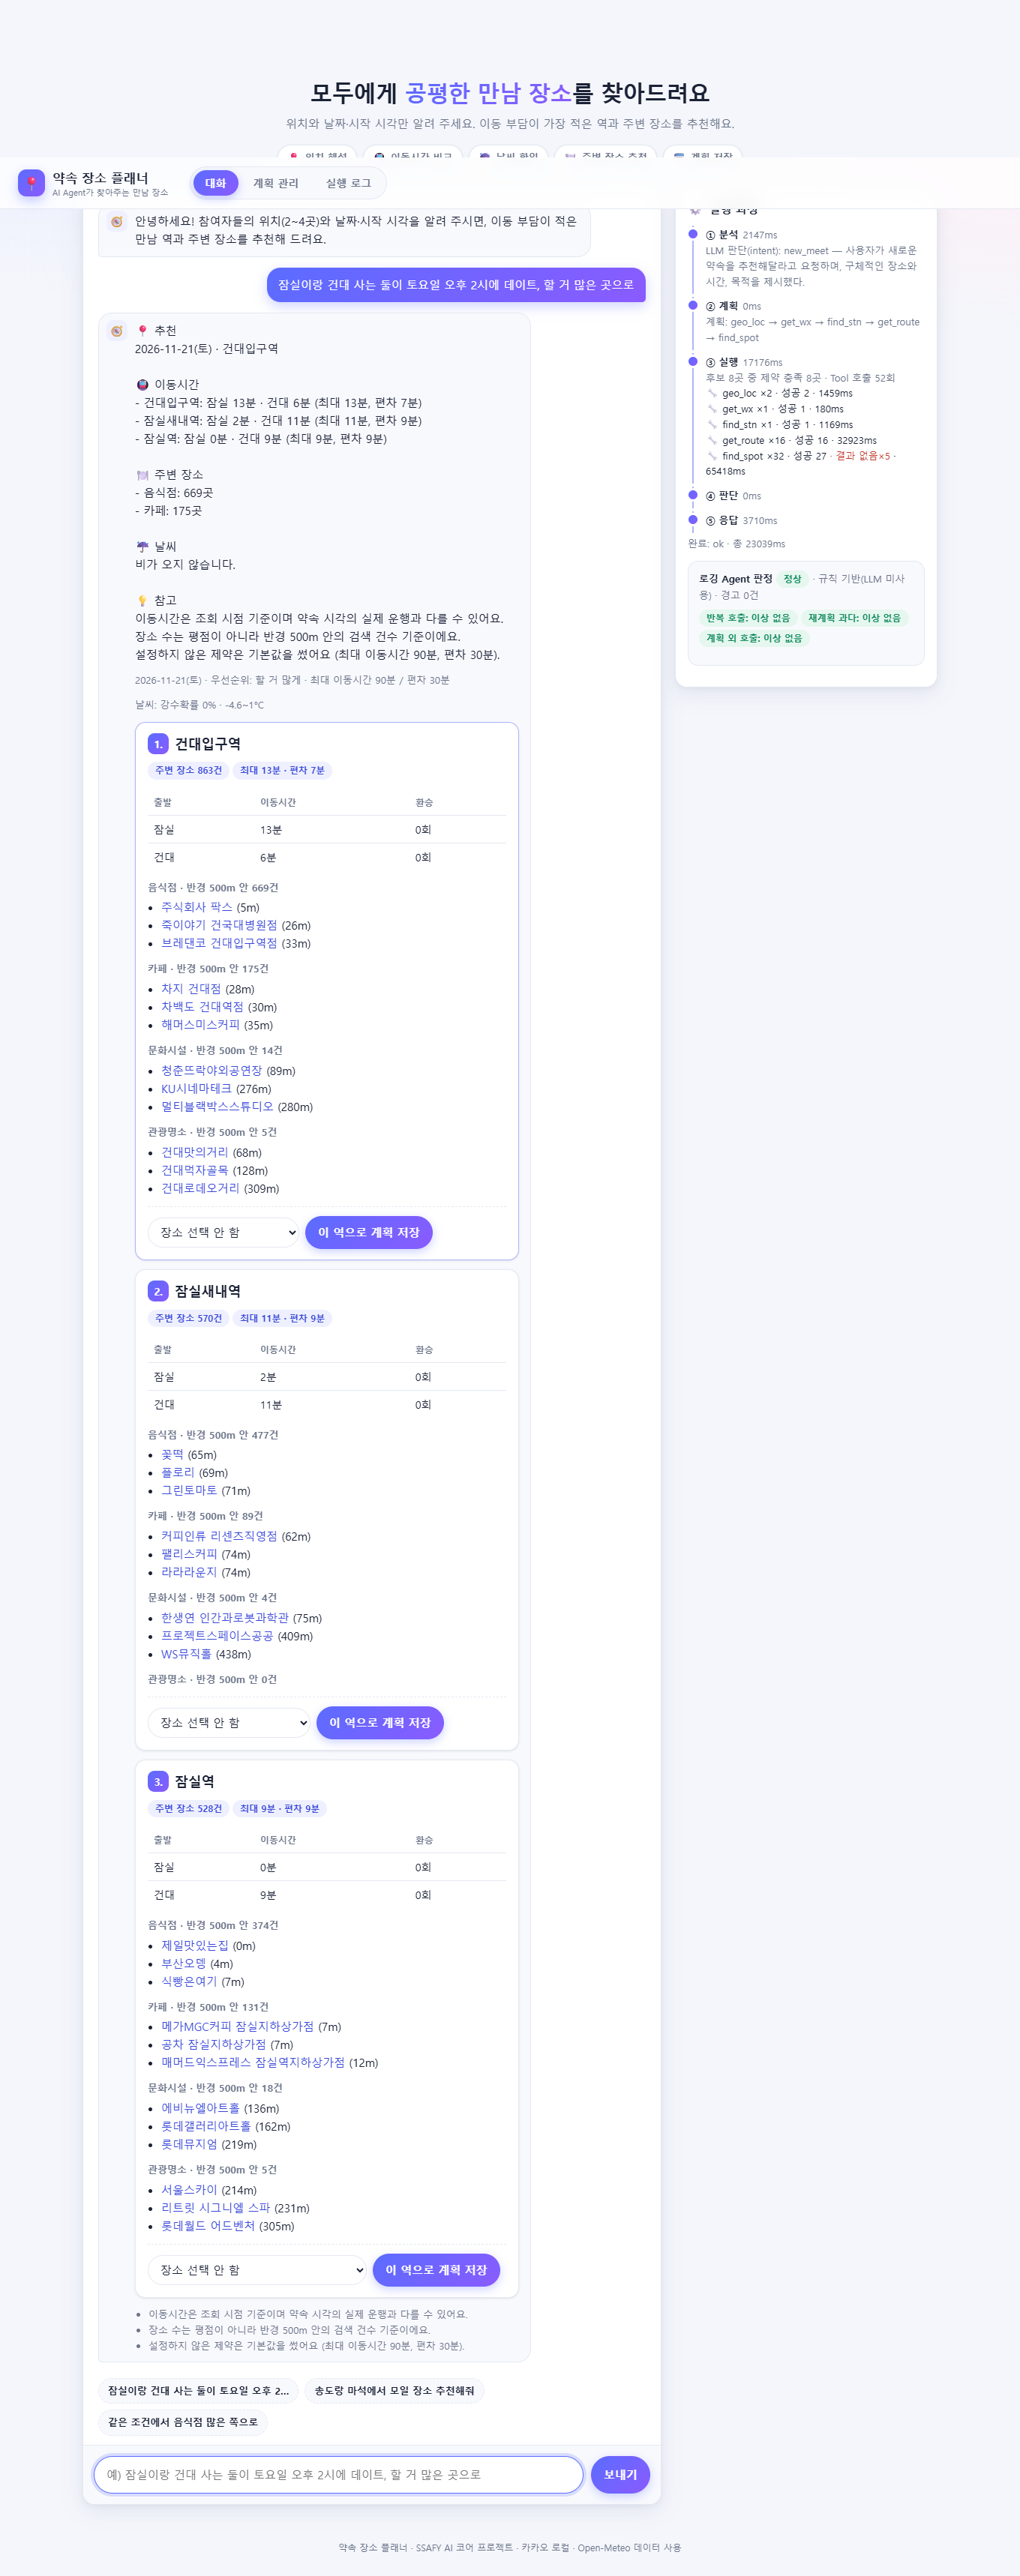 모두에게 공평한 만남 장소를 찾아드려요
위치와 날짜·시작 시각만 알려 주세요. 이동 부담이 가장 적은 역과 주변 장소를 추천해요.
약속 장소 플래너
AI Agent가 찾아주는 만남 장소
대화
계획 관리
실행 로그
안녕하세요! 참여자들의 위치(2~4곳)와 날짜·시작 시각을 알려 주시면, 이동 부담이 적은
만남 역과 주변 장소를 추천해 드려요.
잠실이랑 건대 사는 둘이 토요일 오후 2시에 데이트, 할 거 많은 곳으로
추천
2026-11-21(토) · 건대입구역
이동시간
- 건대입구역: 잠실 13분 · 건대 6분 (최대 13분, 편차 7분)
- 잠실새내역: 잠실 2분 · 건대 11분 (최대 11분, 편차 9분)
- 잠실역: 잠실 0분 · 건대 9분 (최대 9분, 편차 9분)
주변 장소
- 음식점: 669곳
- 카페: 175곳
날씨
비가 오지 않습니다.
참고
이동시간은 조회 시점 기준이며 약속 시각의 실제 운행과 다를 수 있어요.
장소 수는 평점이 아니라 반경 500m 안의 검색 건수 기준이에요.
설정하지 않은 제약은 기본값을 썼어요 (최대 이동시간 90분, 편차 30분).
2026-11-21(토) · 우선순위: 할 거 많게 · 최대 이동시간 90분 / 편차 30분
날씨: 강수확률 0% · -4.6~1°C
1. 건대입구역
주변 장소 863건 최대 13분 · 편차 7분
출발 이동시간 환승
잠실 13분 0회
건대 6분 0회
음식점 · 반경 500m 안 669건
• 주식회사 팍스 (5m)
• 죽이야기 건국대병원점 (26m)
• 브레댄코 건대입구역점 (33m)
카페 · 반경 500m 안 175건
• 차지 건대점 (28m)
• 차백도 건대역점 (30m)
• 해머스미스커피 (35m)
문화시설 · 반경 500m 안 14건
• 청춘뜨락야외공연장 (89m)
• KU시네마테크 (276m)
• 멀티블랙박스스튜디오 (280m)
관광명소 · 반경 500m 안 5건
• 건대맛의거리 (68m)
• 건대먹자골목 (128m)
• 건대로데오거리 (309m)
장소 선택 안 함 이 역으로 계획 저장
2. 잠실새내역
주변 장소 570건 최대 11분 · 편차 9분
출발 이동시간 환승
잠실 2분 0회
건대 11분 0회
음식점 · 반경 500m 안 477건
• 꽃떡 (65m)
• 플로리 (69m)
• 그린토마토 (71m)
카페 · 반경 500m 안 89건
• 커피인류 리센즈직영점 (62m)
• 팰리스커피 (74m)
• 라라라운지 (74m)
문화시설 · 반경 500m 안 4건
• 한생연 인간과로봇과학관 (75m)
• 프로젝트스페이스공공 (409m)
• WS뮤직홀 (438m)
관광명소 · 반경 500m 안 0건
장소 선택 안 함 이 역으로 계획 저장
3. 잠실역
주변 장소 528건 최대 9분 · 편차 9분
출발 이동시간 환승
잠실 0분 0회
건대 9분 0회
음식점 · 반경 500m 안 374건
• 제일맛있는집 (0m)
• 부산오뎅 (4m)
• 식빵은여기 (7m)
카페 · 반경 500m 안 131건
• 메가MGC커피 잠실지하상가점 (7m)
• 공차 잠실지하상가점 (7m)
• 매머드익스프레스 잠실역지하상가점 (12m)
문화시설 · 반경 500m 안 18건
• 에비뉴엘아트홀 (136m)
• 롯데갤러리아트홀 (162m)
• 롯데뮤지엄 (219m)
관광명소 · 반경 500m 안 5건
• 서울스카이 (214m)
• 리트릿 시그니엘 스파 (231m)
• 롯데월드 어드벤처 (305m)
장소 선택 안 함 이 역으로 계획 저장
• 이동시간은 조회 시점 기준이며 약속 시각의 실제 운행과 다를 수 있어요.
• 장소 수는 평점이 아니라 반경 500m 안의 검색 건수 기준이에요.
• 설정하지 않은 제약은 기본값을 썼어요 (최대 이동시간 90분, 편차 30분).
잠실이랑 건대 사는 둘이 토요일 오후 2...
송도랑 마석에서 모일 장소 추천해줘
같은 조건에서 음식점 많은 쪽으로
예) 잠실이랑 건대 사는 둘이 토요일 오후 2시에 데이트, 할 거 많은 곳으로
보내기
① 분석 2147ms
LLM 판단(intent): new_meet — 사용자가 새로운
약속을 추천해달라고 요청하며, 구체적인 장소와
시간, 목적을 제시했다.
② 계획 0ms
계획: geo_loc → get_wx → find_stn → get_route
→ find_spot
③ 실행 17176ms
후보 8곳 중 제약 충족 8곳 · Tool 호출 52회
geo_loc ×2 · 성공 2 · 1459ms
get_wx ×1 · 성공 1 · 180ms
find_stn ×1 · 성공 1 · 1169ms
get_route ×16 · 성공 16 · 32923ms
find_spot ×32 · 성공 27 · 결과 없음×5 ·
65418ms
④ 판단 0ms
⑤ 응답 3710ms
완료: ok · 총 23039ms
로깅 Agent 판정 정상 · 규칙 기반(LLM 미사
용) · 경고 0건
반복 호출: 이상 없음 재계획 과다: 이상 없음
계획 외 호출: 이상 없음
약속 장소 플래너 · SSAFY AI 코어 프로젝트 · 카카오 로컬 · Open-Meteo 데이터 사용